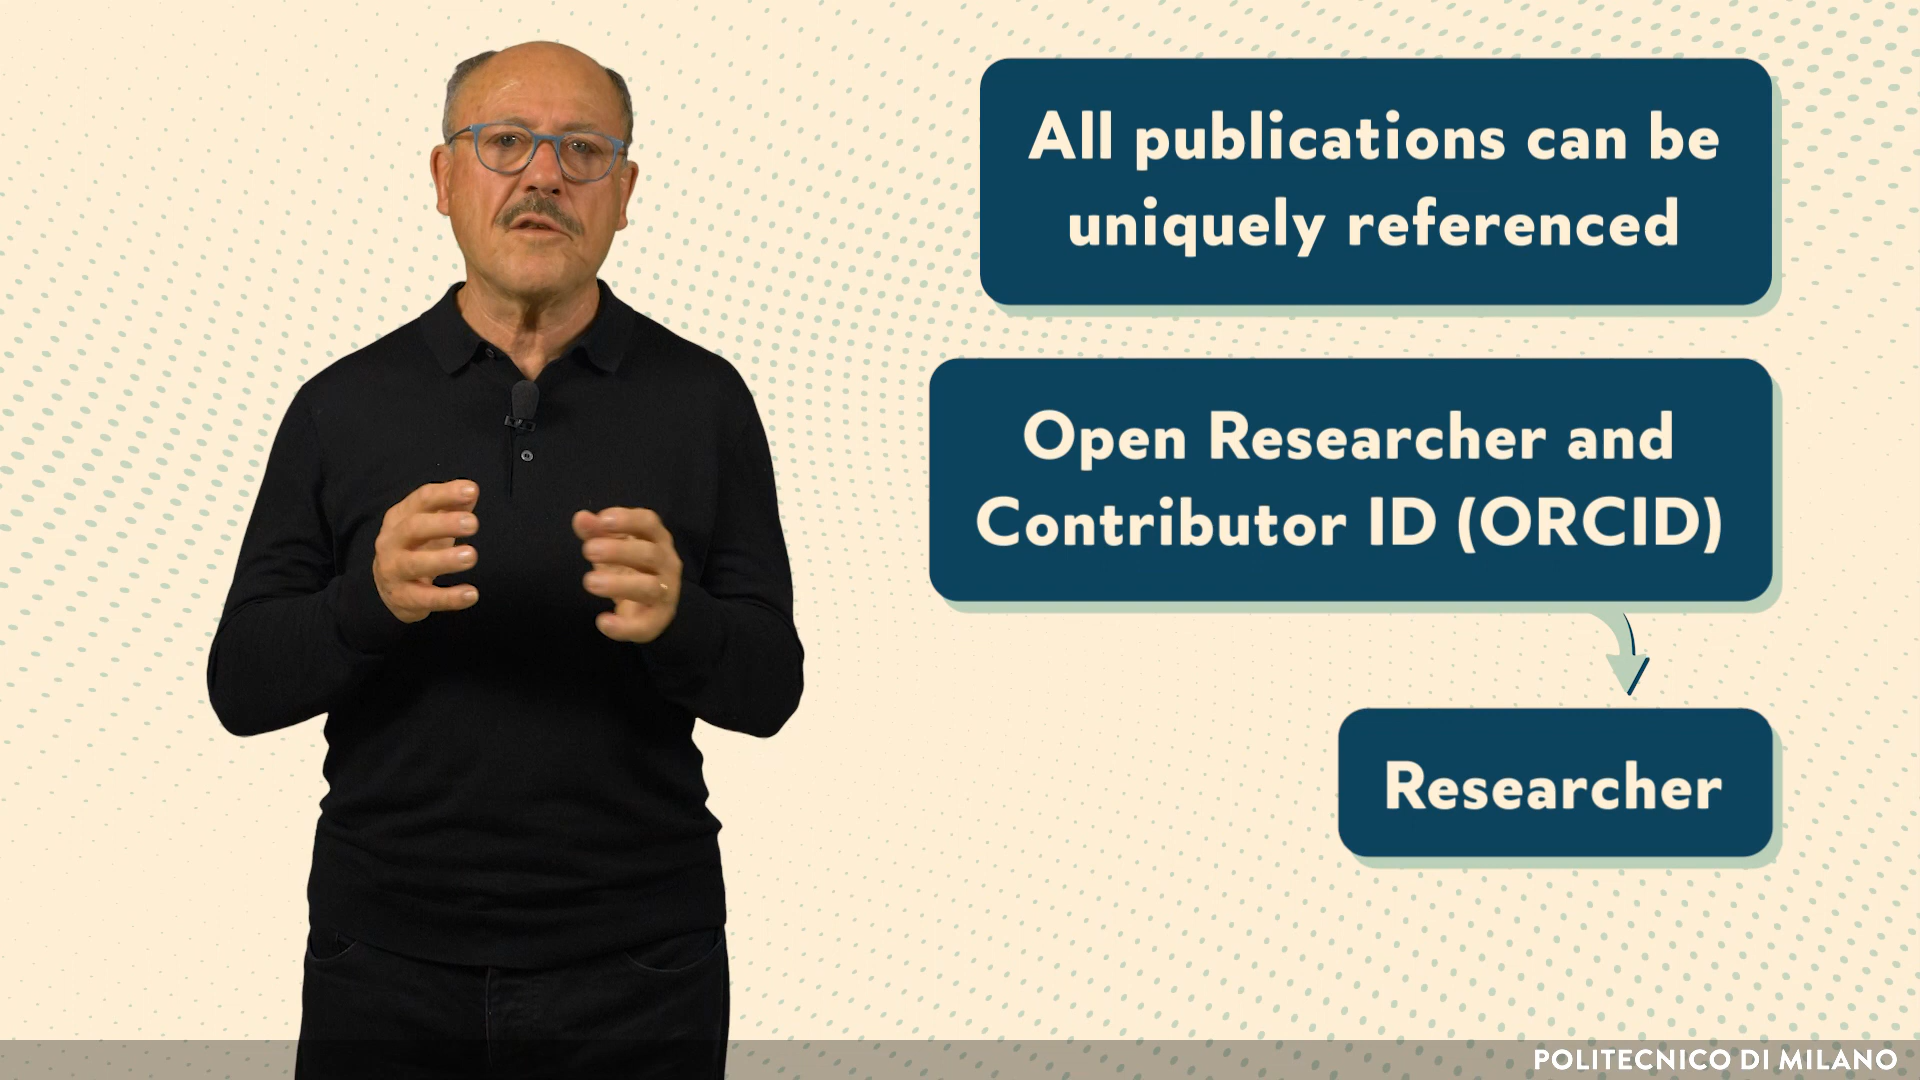 All publications can be
uniquely referenced
Open Researcher and
Contributor ID (ORCID)
Researcher
POLITECNICO DI MILANO